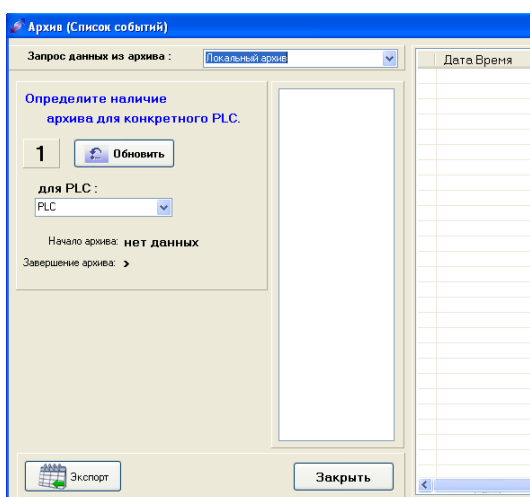 Архив (Список событий)
Запрос данных из архива :
Локальный архив
Дата Время
Определите наличие
архива для конкретного PLC.
1
Обновить
для PLC :
PLC
Начало архива: нет данных
Завершение архива: >
Экспорт
Закрыть